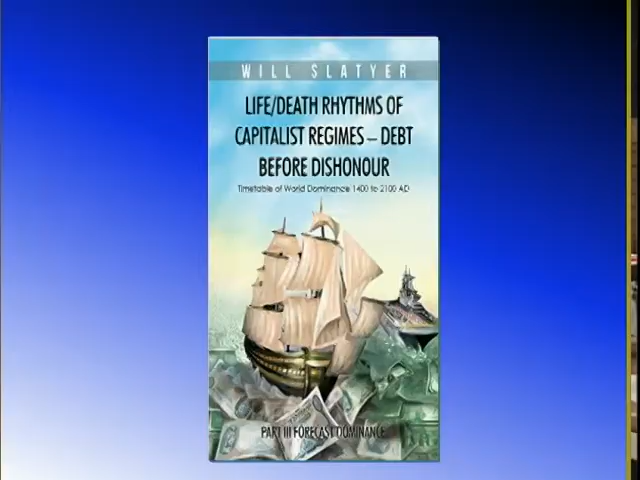 WILL SLATYER
LIFE/DEATH RHYTHMS OF
CAPITALIST REGIMES – DEBT
BEFORE DISHONOUR
Timetable of World Dominance 1400 to 2100 AD
PART III FORECAST DOMINANCE